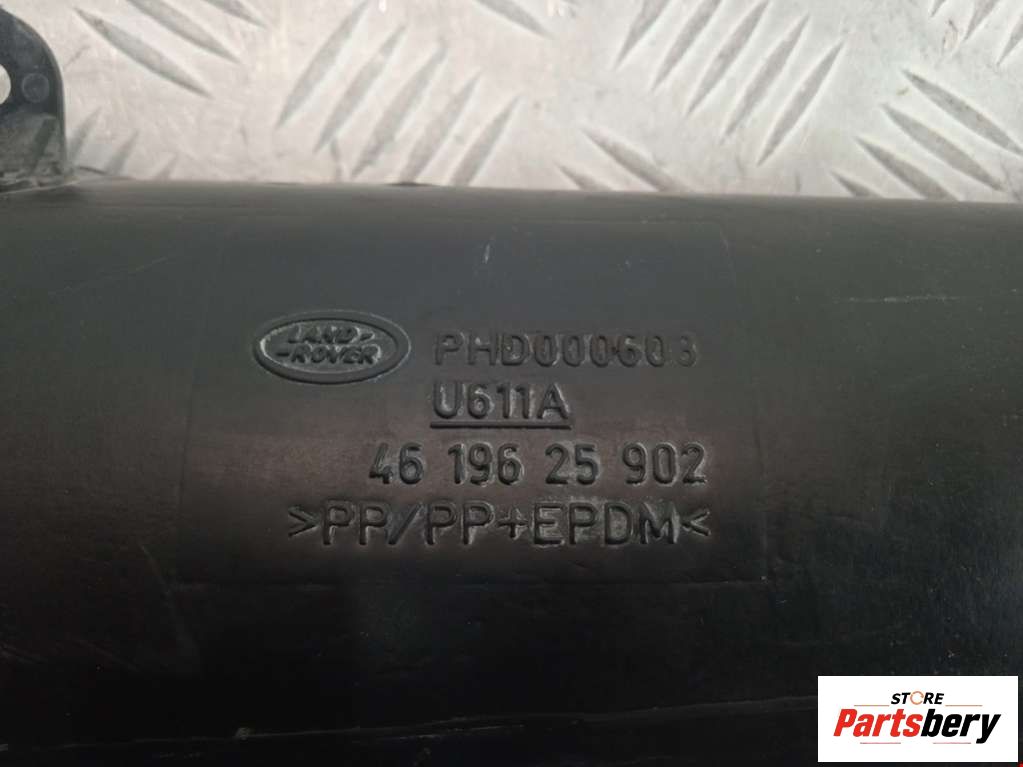 LAND-
-ROVER
PHD000603
U611A
46 196 25 902
>PP/PP+EPDM<
STORE
Partsbery